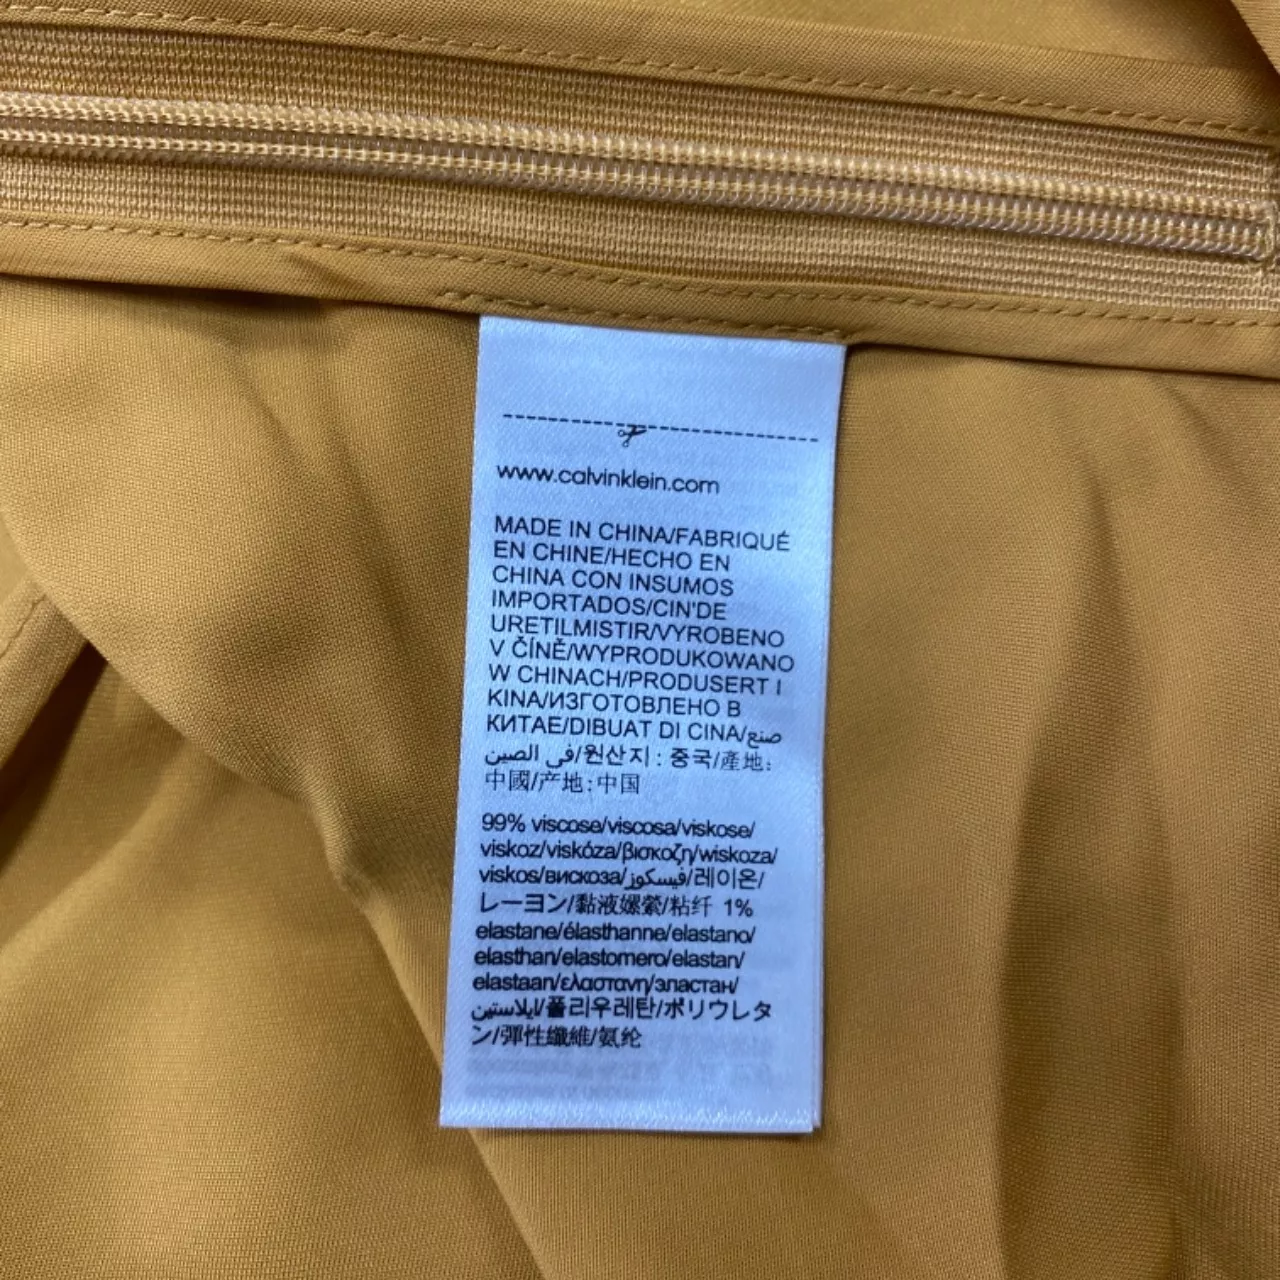 www.calvinklein.com
MADE IN CHINA/FABRIQUÉ
EN CHINE/HECHO EN
CHINA CON INSUMOS
IMPORTADOS/CIN'DE
URETILMISTIR/VYROBENO
V ČÍNĚ/WYPRODUKOWANO
W CHINACH/PRODUSERT I
KINA/ИЗГОТОВЛЕНО В
КИТАЕ/DIBUAT DI CINA/صنع
في الصين/원산지 : 중국/產地:
中國/产地:中国
99% viscose/viscosa/viskose/
viskoz/viskóza/βισκοζη/wiskoza/
viskos/вискоза/فيسكوز/레이온/
レーヨン/黏液嫘縈/粘纤 1%
elastane/élasthanne/elastano/
elasthan/elastomero/elastan/
elastaan/ελαστανη/эластан/
ايلاستين/폴리우레탄/ポリウレタ
ン/彈性纖維/氨纶